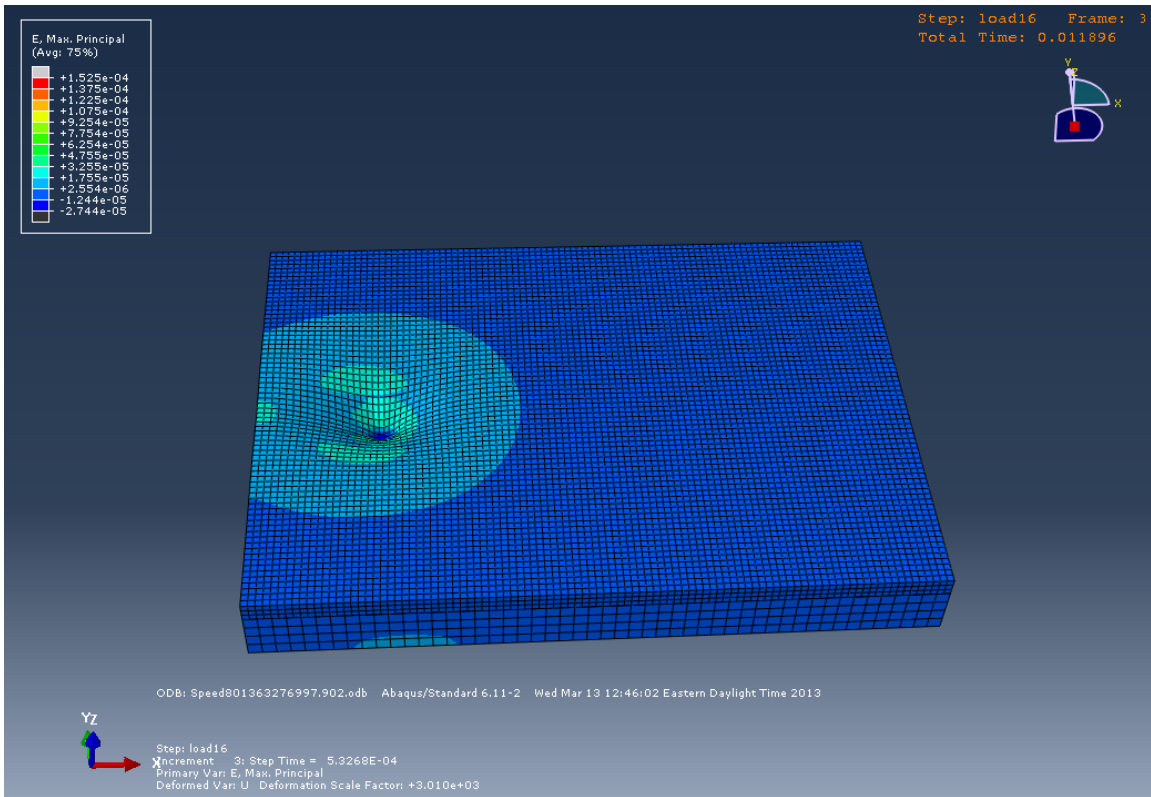 Step: load16 Frame: 3
Total Time: 0.011896
E, Max. Principal
(Avg: 75%)
+1.525e-04
+1.375e-04
+1.225e-04
+1.075e-04
+9.254e-05
+7.754e-05
+6.254e-05
+4.755e-05
+3.255e-05
+1.755e-05
+2.554e-06
-1.244e-05
-2.744e-05
Y
Z
X
ODB: Speed801363276997.902.odb Abaqus/Standard 6.11-2 Wed Mar 13 12:46:02 Eastern Daylight Time 2013
YZ
X
Step: load16
Increment 3: Step Time = 5.3268E-04
Primary Var: E, Max. Principal
Deformed Var: U Deformation Scale Factor: +3.010e+03